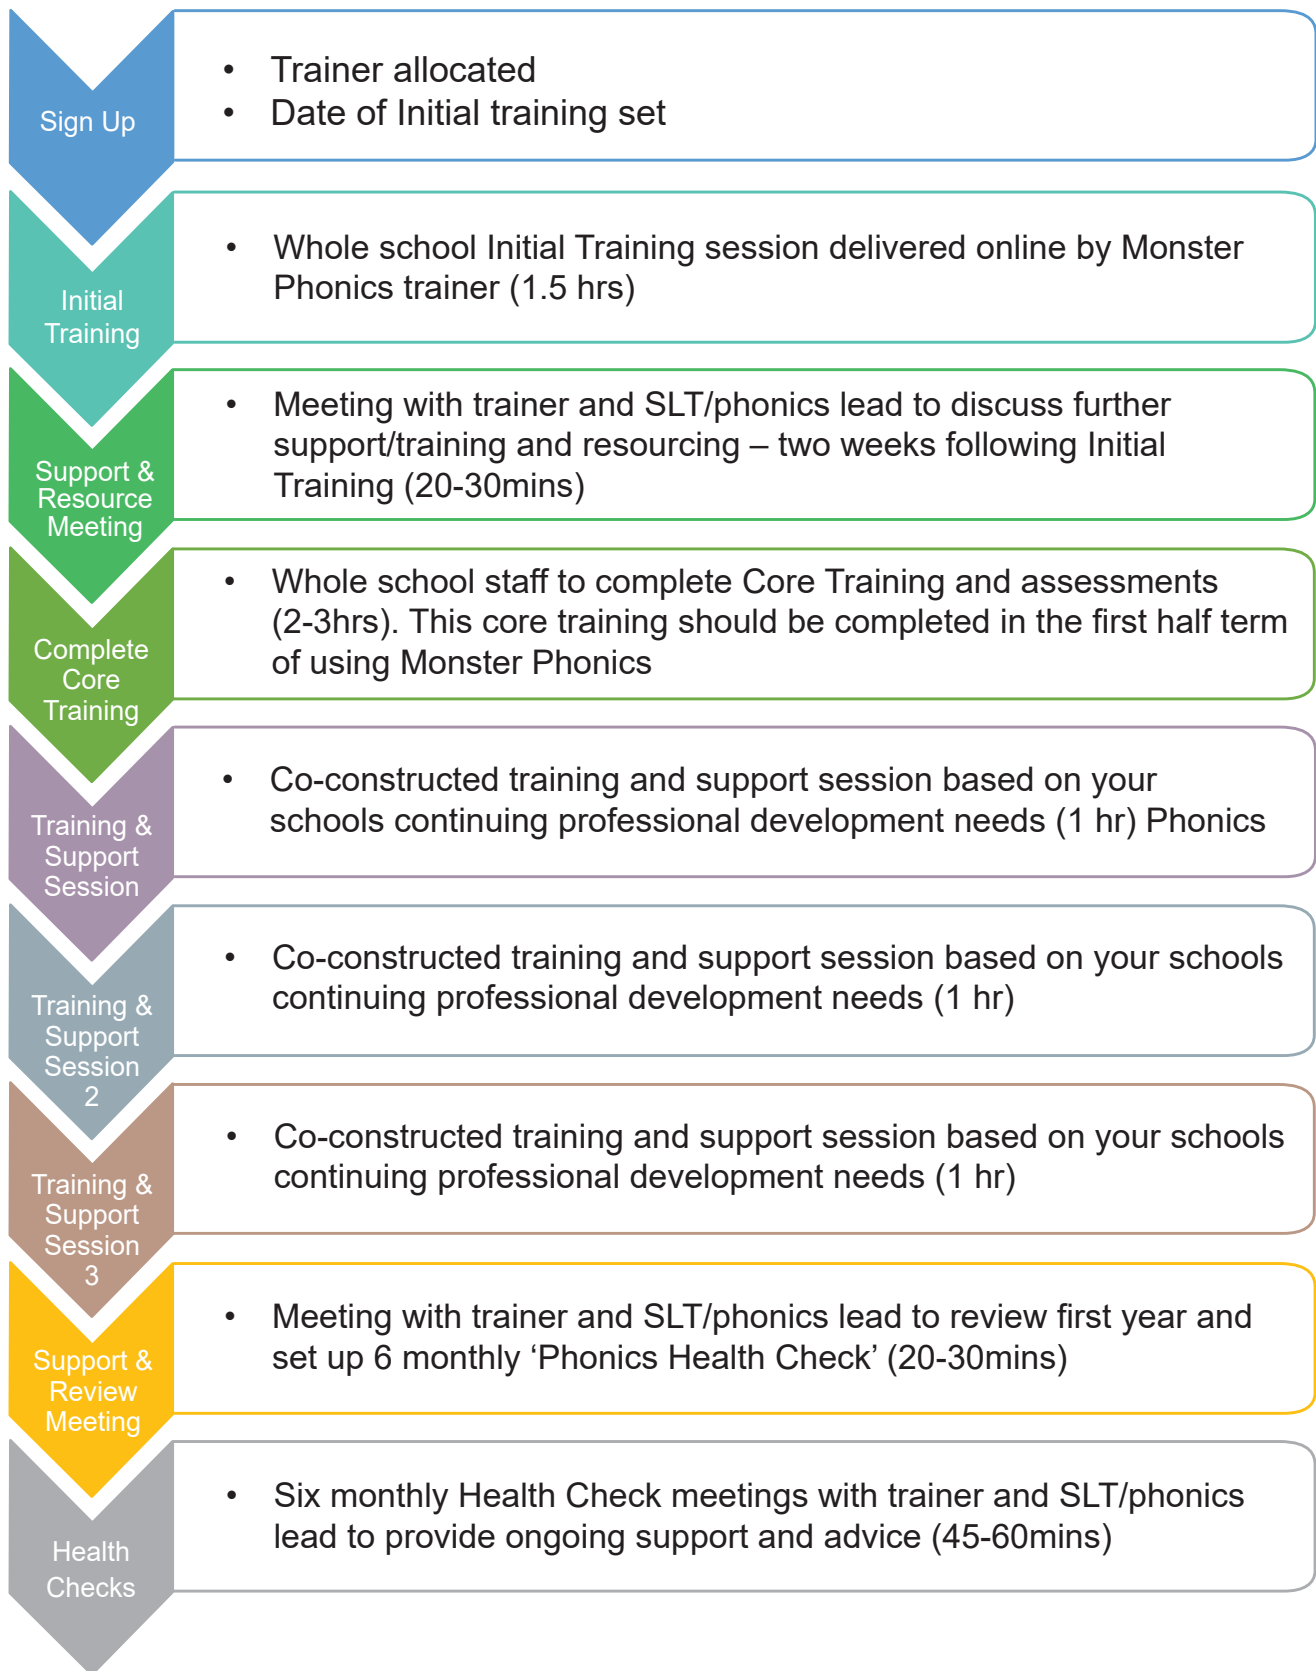 Sign Up
• Trainer allocated
• Date of Initial training set
Initial
Training
• Whole school Initial Training session delivered online by Monster
Phonics trainer (1.5 hrs)
Support &
Resource
Meeting
• Meeting with trainer and SLT/phonics lead to discuss further
support/training and resourcing – two weeks following Initial
Training (20-30mins)
Complete
Core
Training
• Whole school staff to complete Core Training and assessments
(2-3hrs). This core training should be completed in the first half term
of using Monster Phonics
Training &
Support
Session
• Co-constructed training and support session based on your
schools continuing professional development needs (1 hr) Phonics
Training &
Support
Session
2
• Co-constructed training and support session based on your schools
continuing professional development needs (1 hr)
Training &
Support
Session
3
• Co-constructed training and support session based on your schools
continuing professional development needs (1 hr)
Support &
Review
Meeting
• Meeting with trainer and SLT/phonics lead to review first year and
set up 6 monthly ‘Phonics Health Check’ (20-30mins)
Health
Checks
• Six monthly Health Check meetings with trainer and SLT/phonics
lead to provide ongoing support and advice (45-60mins)